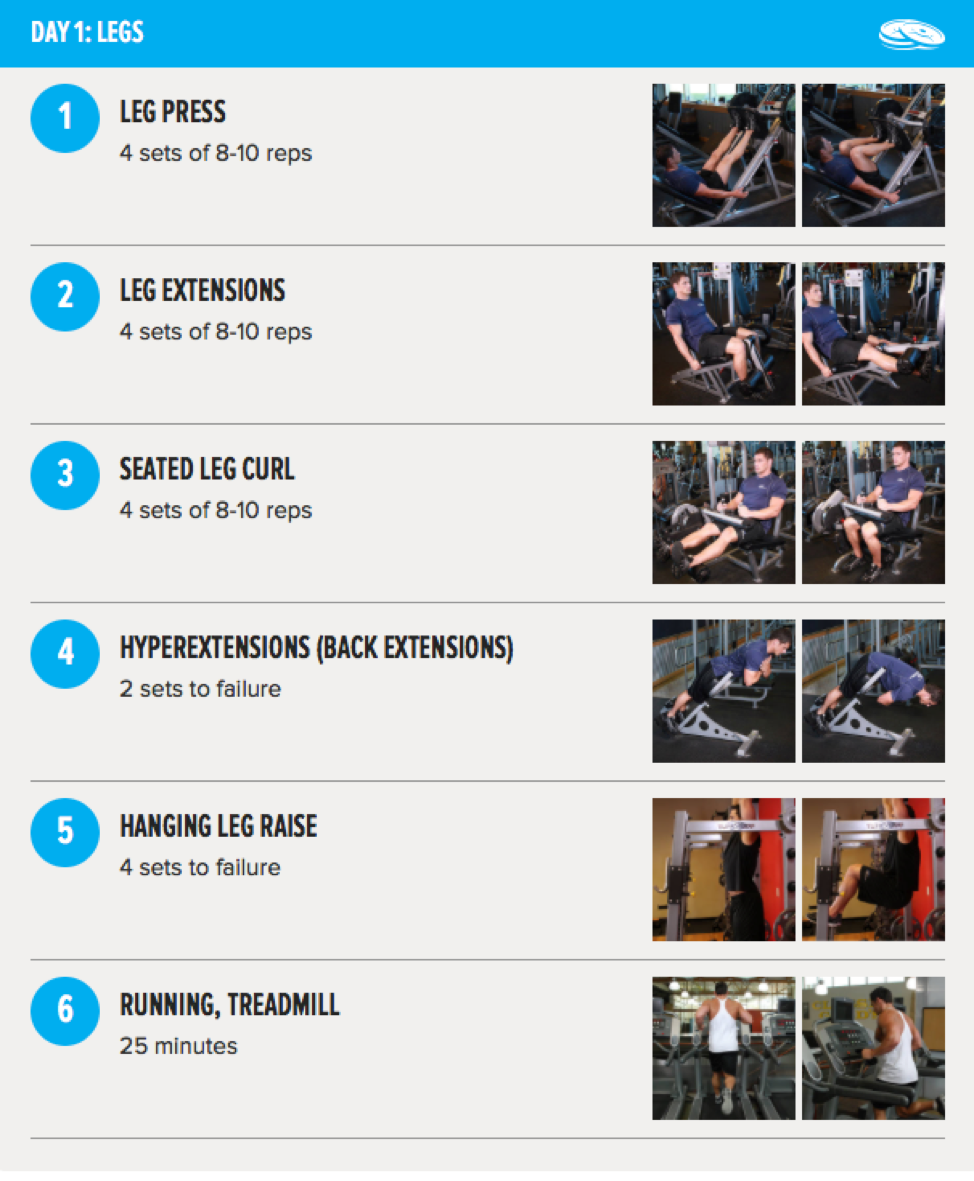 DAY 1: LEGS
1
LEG PRESS
4 sets of 8-10 reps
2
LEG EXTENSIONS
4 sets of 8-10 reps
3
SEATED LEG CURL
4 sets of 8-10 reps
4
HYPEREXTENSIONS (BACK EXTENSIONS)
2 sets to failure
5
HANGING LEG RAISE
4 sets to failure
6
RUNNING, TREADMILL
25 minutes